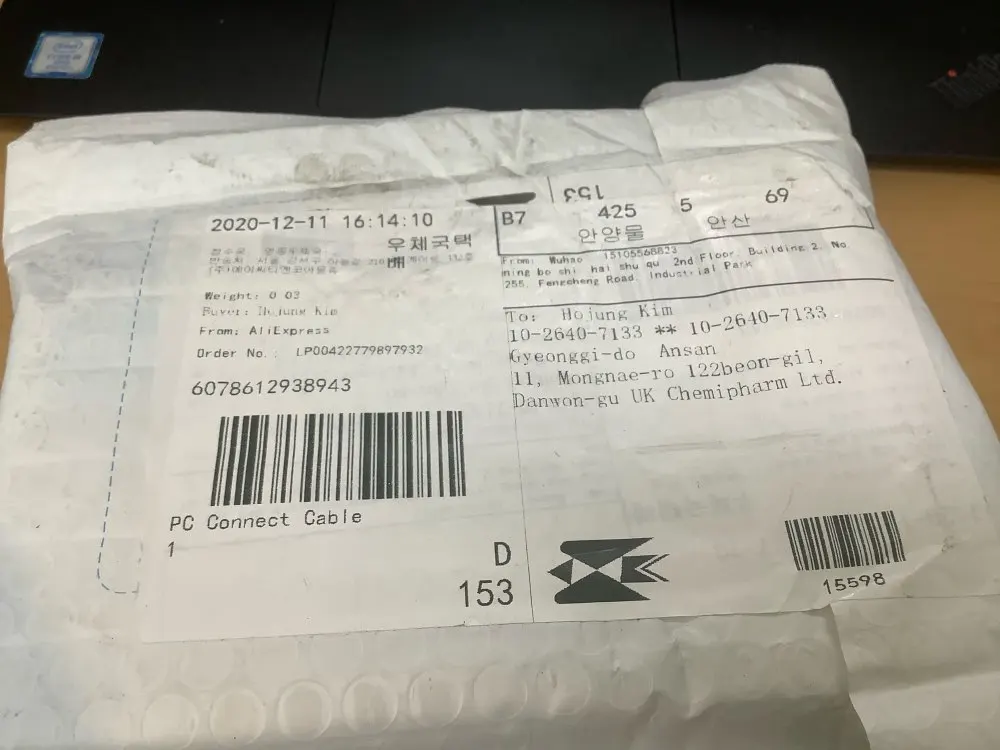 intel
ThinkPad
2020-12-11 16:14:10
우체국택
Weight: 0 03
Buyer: Hojung Kim
From: AliExpress
Order No.: LP00422779897932
6078612938943
PC Connect Cable
1
D
153
153
B7 425 5 69
안양물 안산
From: Wuhao 15105568823
ning bo shi hai shu qu 2nd Floor, Building 2, No.
255, Fengcheng Road, Industrial Park
To: Hojung Kim
10-2640-7133 ** 10-2640-7133
Gyeonggi-do Ansan
11, Mongnae-ro 122beon-gil,
Danwon-gu UK Chemipharm Ltd.
15598